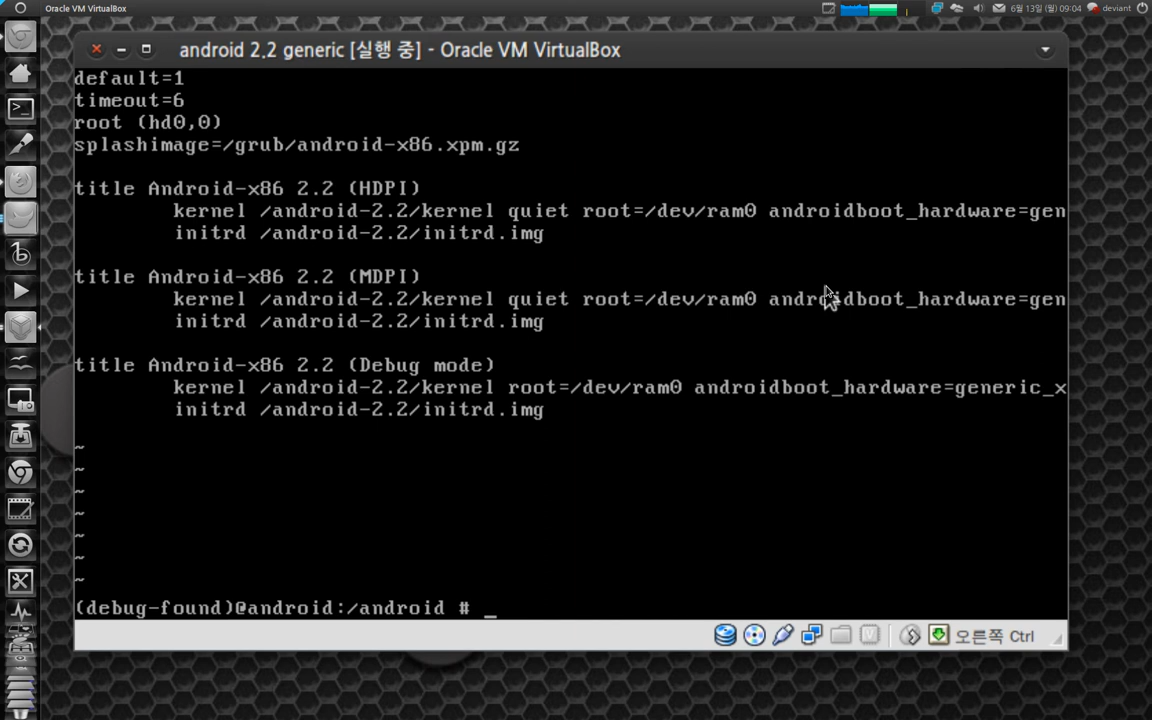 Oracle VM VirtualBox
6월 13일 (월) 09:04
deviant
android 2.2 generic [실행 중] - Oracle VM VirtualBox
default=1
timeout=6
root (hd0,0)
splashimage=/grub/android-x86.xpm.gz
title Android-x86 2.2 (HDPI)
kernel /android-2.2/kernel quiet root=/dev/ram0 androidboot_hardware=gen
initrd /android-2.2/initrd.img
title Android-x86 2.2 (MDPI)
kernel /android-2.2/kernel quiet root=/dev/ram0 androidboot_hardware=gen
initrd /android-2.2/initrd.img
title Android-x86 2.2 (Debug mode)
kernel /android-2.2/kernel root=/dev/ram0 androidboot_hardware=generic_x
initrd /android-2.2/initrd.img
~
~
~
~
~
~
~
(debug-found)@android:/android # _
오른쪽 Ctrl